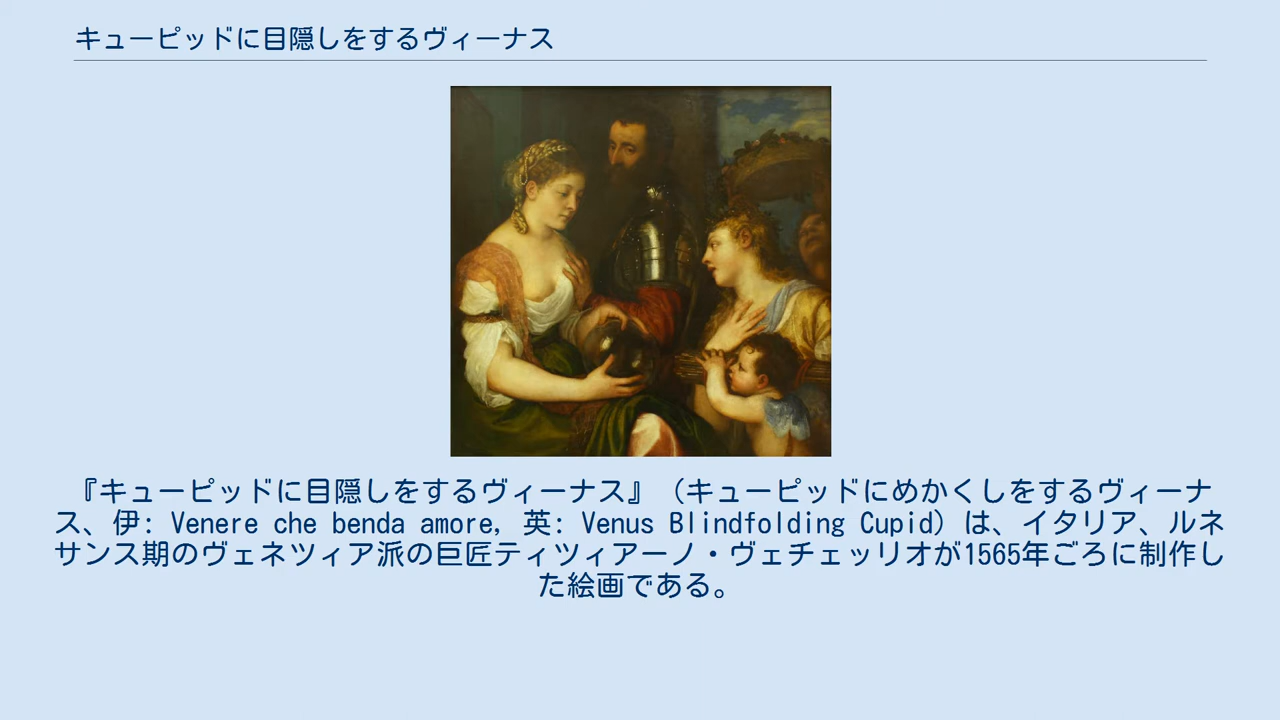 キューピッドに目隠しをするヴィーナス
『キューピッドに目隠しをするヴィーナス』（キューピッドにめかくしをするヴィーナ
ス、伊: Venere che benda amore, 英: Venus Blindfolding Cupid）は、イタリア、ルネ
サンス期のヴェネツィア派の巨匠ティツィアーノ・ヴェチェッリオが1565年ごろに制作し
た絵画である。